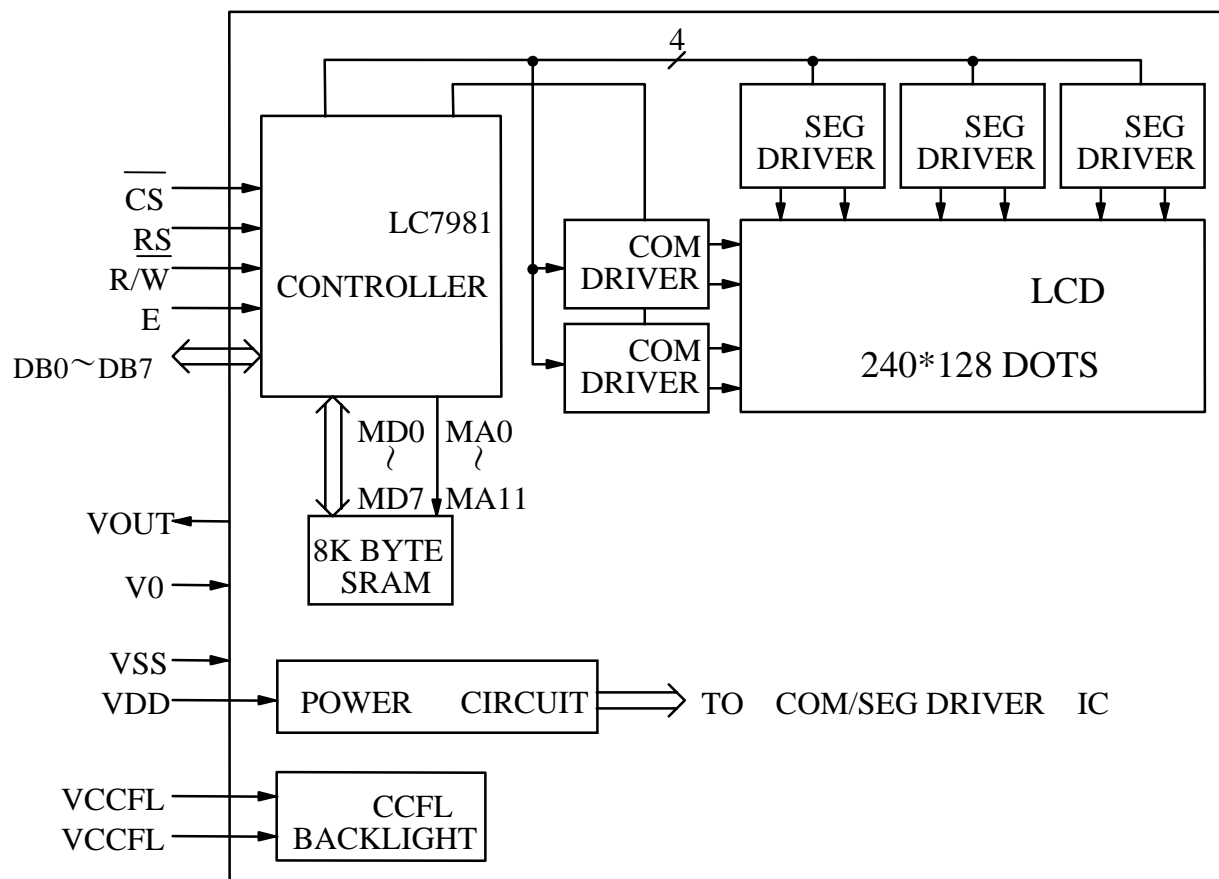 4
SEG
DRIVER
SEG
DRIVER
SEG
DRIVER
CS
RS
R/W
E
DB0~DB7
LC7981
CONTROLLER
COM
DRIVER
COM
DRIVER
LCD
240*128 DOTS
MD0
~
MD7
MA0
~
MA11
8K BYTE
SRAM
VOUT
V0
VSS
VDD
POWER CIRCUIT
TO COM/SEG DRIVER IC
VCCFL
VCCFL
CCFL
BACKLIGHT